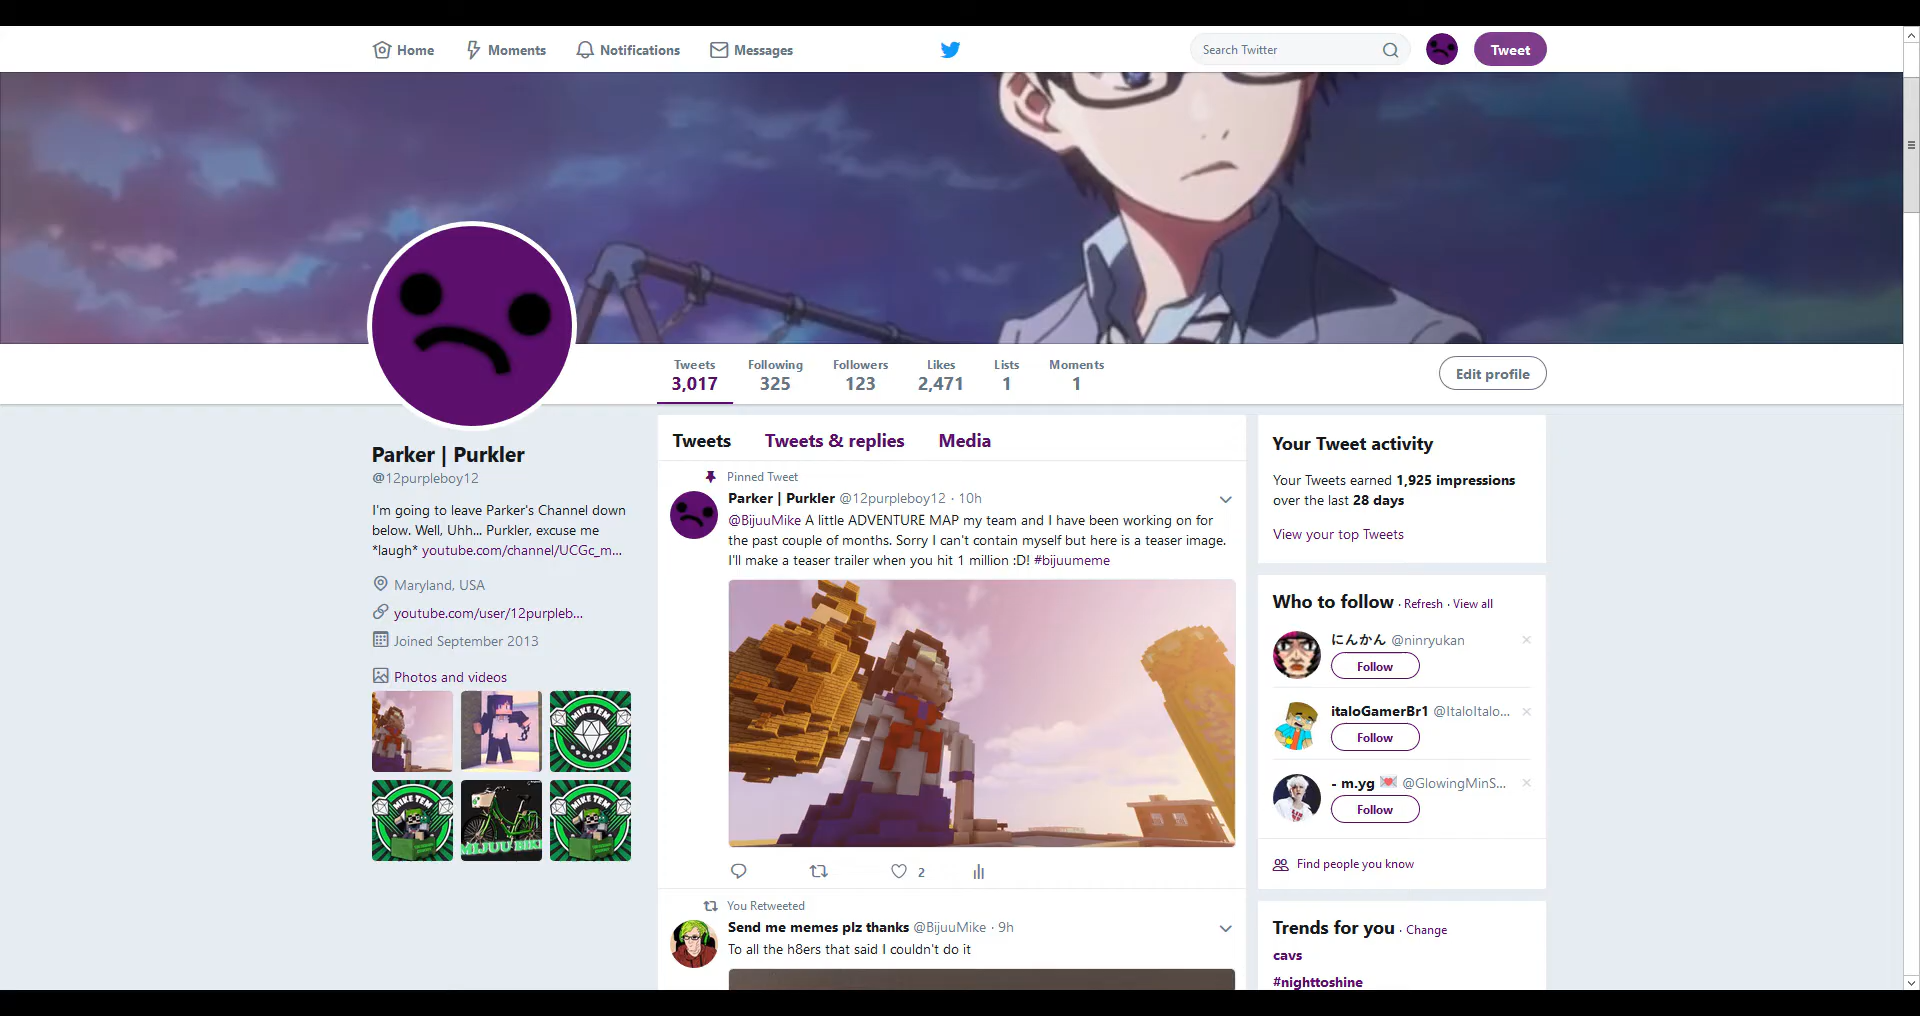 Home
Moments
Notifications
Messages
Search Twitter
Tweet
Tweets
3,017
Following
325
Followers
123
Likes
2,471
Lists
1
Moments
1
Edit profile
Parker | Purkler
@12purpleboy12
I'm going to leave Parker's Channel down
below. Well, Uhh... Purkler, excuse me
*laugh* youtube.com/channel/UCGc_m...
Maryland, USA
youtube.com/user/12purpleb...
Joined September 2013
Photos and videos
MIKE TEM
MIKE TEM
MIJUU BIKE
MIKE TEM
Tweets
Tweets & replies
Media
Pinned Tweet
Parker | Purkler @12purpleboy12 · 10h
@BijuuMike A little ADVENTURE MAP my team and I have been working on for
the past couple of months. Sorry I can't contain myself but here is a teaser image.
I'll make a teaser trailer when you hit 1 million :D! #bijuumeme
2
You Retweeted
Send me memes plz thanks @BijuuMike · 9h
To all the h8ers that said I couldn't do it
Your Tweet activity
Your Tweets earned 1,925 impressions
over the last 28 days
View your top Tweets
Who to follow · Refresh · View all
にんかん @ninryukan
Follow
italoGamerBr1 @ItaloItalo...
Follow
- m.yg 💌 @GlowingMinS...
Follow
Find people you know
Trends for you · Change
cavs
#nighttoshine